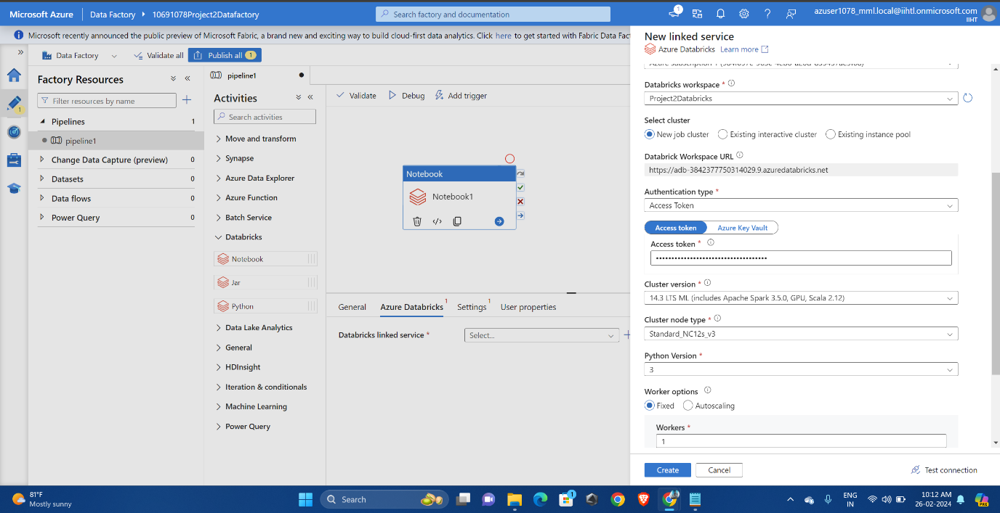 Microsoft Azure
Data Factory
10691078Project2Datafactory
Search factory and documentation
1
azuser1078_mml.local@iihtl.onmicrosoft.com
IIHT
Microsoft recently announced the public preview of Microsoft Fabric, a brand new and exciting way to build cloud-first data analytics. Click here to get started with Fabric Data Fac
Data Factory
Validate all
Publish all 1
1
Factory Resources
Filter resources by name
Pipelines 1
pipeline1
Change Data Capture (preview) 0
Datasets 0
Data flows 0
Power Query 0
pipeline1
Activities
Search activities
Move and transform
Synapse
Azure Data Explorer
Azure Function
Batch Service
Databricks
Notebook
Jar
Python
Data Lake Analytics
General
HDInsight
Iteration & conditionals
Machine Learning
Power Query
Validate Debug Add trigger
Notebook
Notebook1
General Azure Databricks 1 Settings 1 User properties
Databricks linked service *
Select...
New linked service
Azure Databricks Learn more
Databricks workspace *
Project2Databricks
Select cluster
New job cluster Existing interactive cluster Existing instance pool
Databrick Workspace URL
https://adb-3842377750314029.9.azuredatabricks.net
Authentication type *
Access Token
Access token Azure Key Vault
Access token *
••••••••••••••••••••••••••••••••••••
Cluster version *
14.3 LTS ML (includes Apache Spark 3.5.0, GPU, Scala 2.12)
Cluster node type *
Standard_NC12s_v3
Python Version *
3
Worker options
Fixed Autoscaling
Workers *
1
Create Cancel Test connection
81°F
Mostly sunny
Search
1
ENG
IN
10:12 AM
26-02-2024
PRE